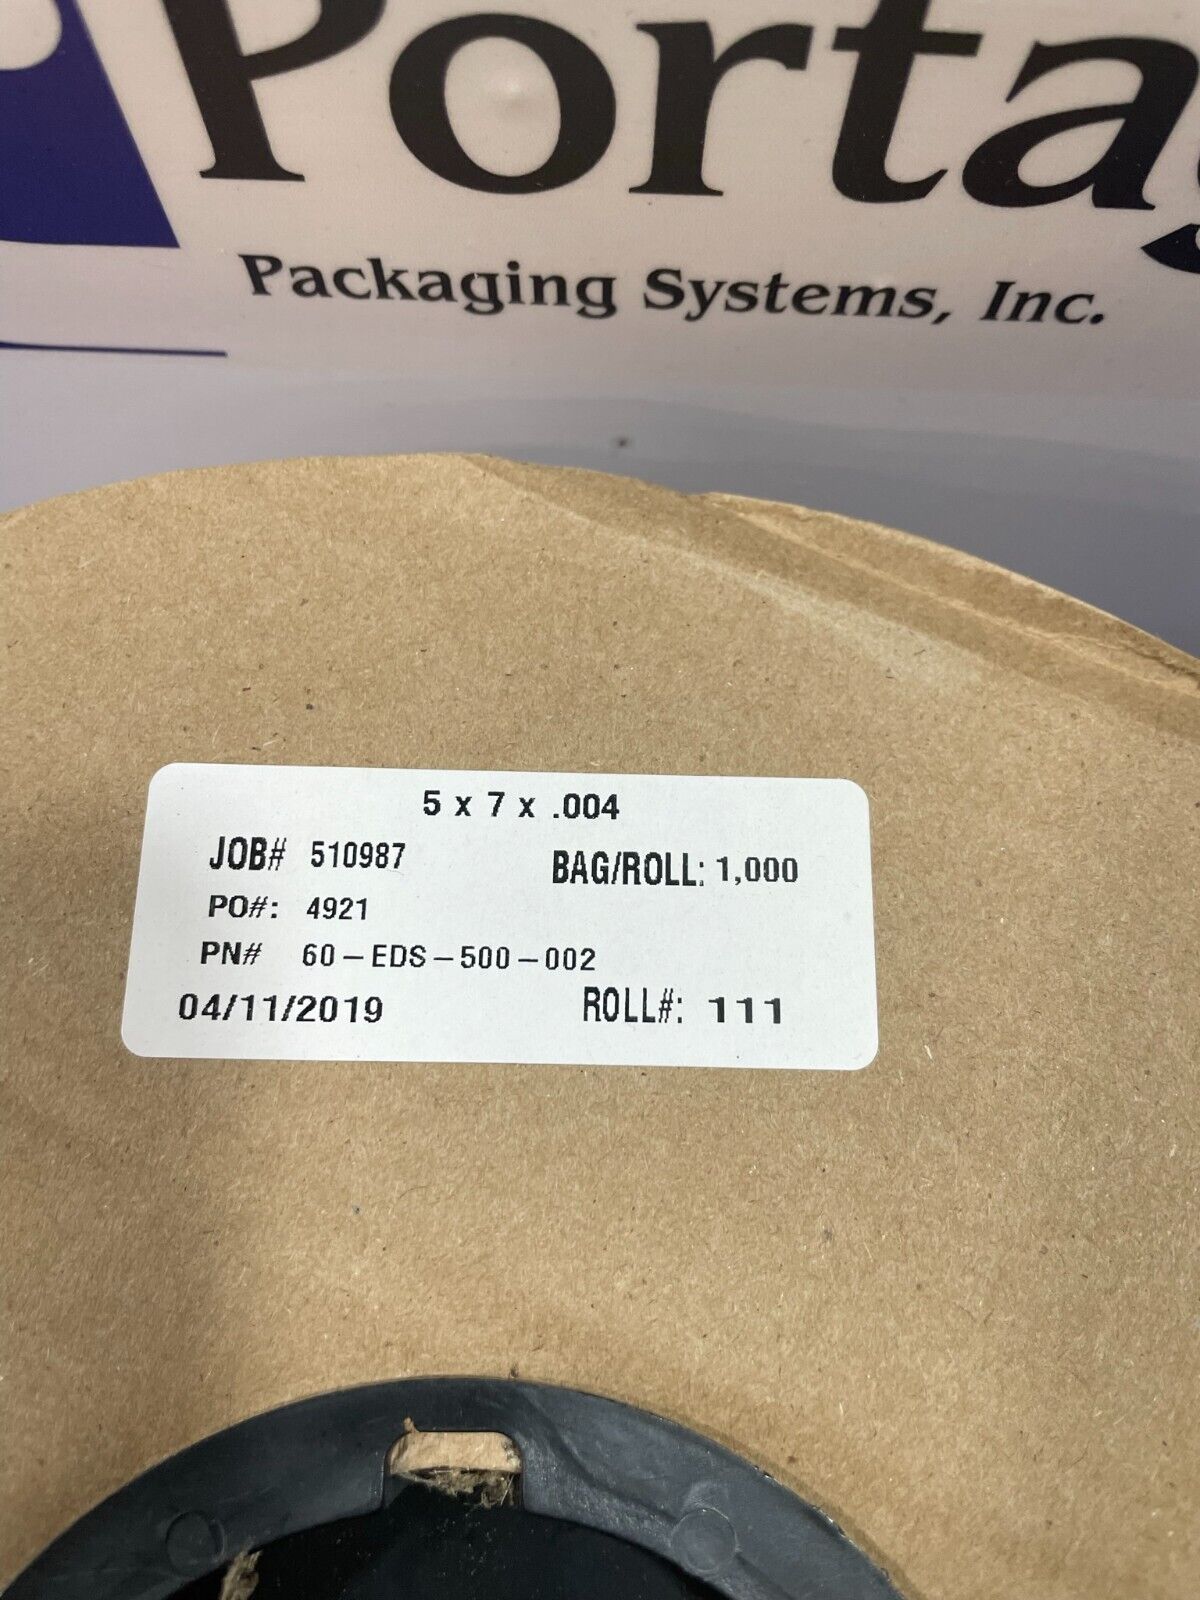 Porta
Packaging Systems, Inc.
5 x 7 x .004
JOB# 510987 BAG/ROLL: 1,000
PO#: 4921
PN# 60-EDS-500-002
04/11/2019 ROLL#: 111